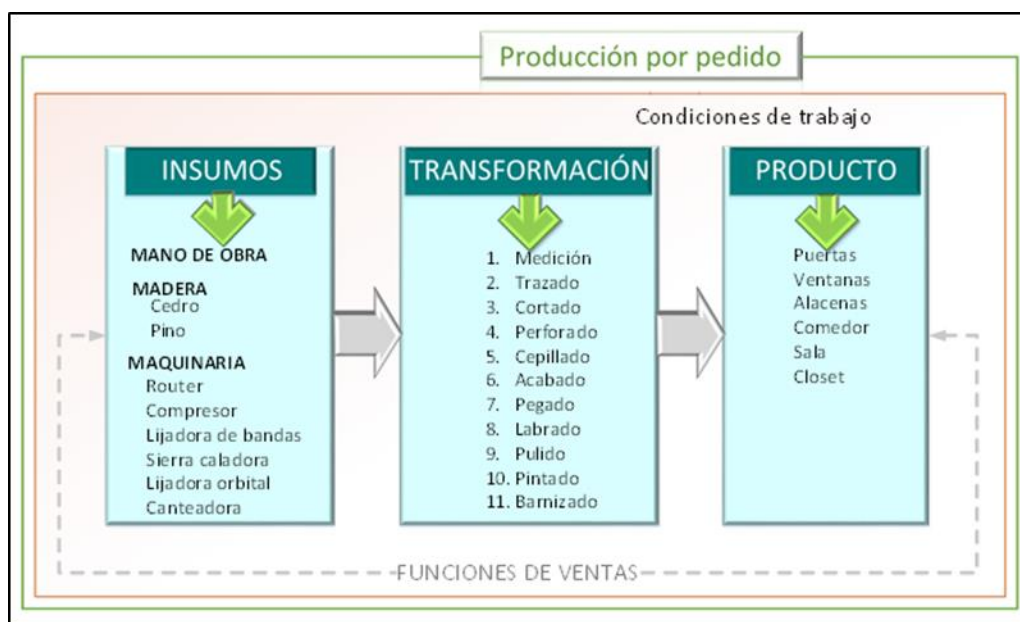 Producción por pedido
Condiciones de trabajo
INSUMOS
MANO DE OBRA
MADERA
Cedro
Pino
MAQUINARIA
Router
Compresor
Lijadora de bandas
Sierra caladora
Lijadora orbital
Canteadora
TRANSFORMACIÓN
1. Medición
2. Trazado
3. Cortado
4. Perforado
5. Cepillado
6. Acabado
7. Pegado
8. Labrado
9. Pulido
10. Pintado
11. Barnizado
PRODUCTO
Puertas
Ventanas
Alacenas
Comedor
Sala
Closet
FUNCIONES DE VENTAS